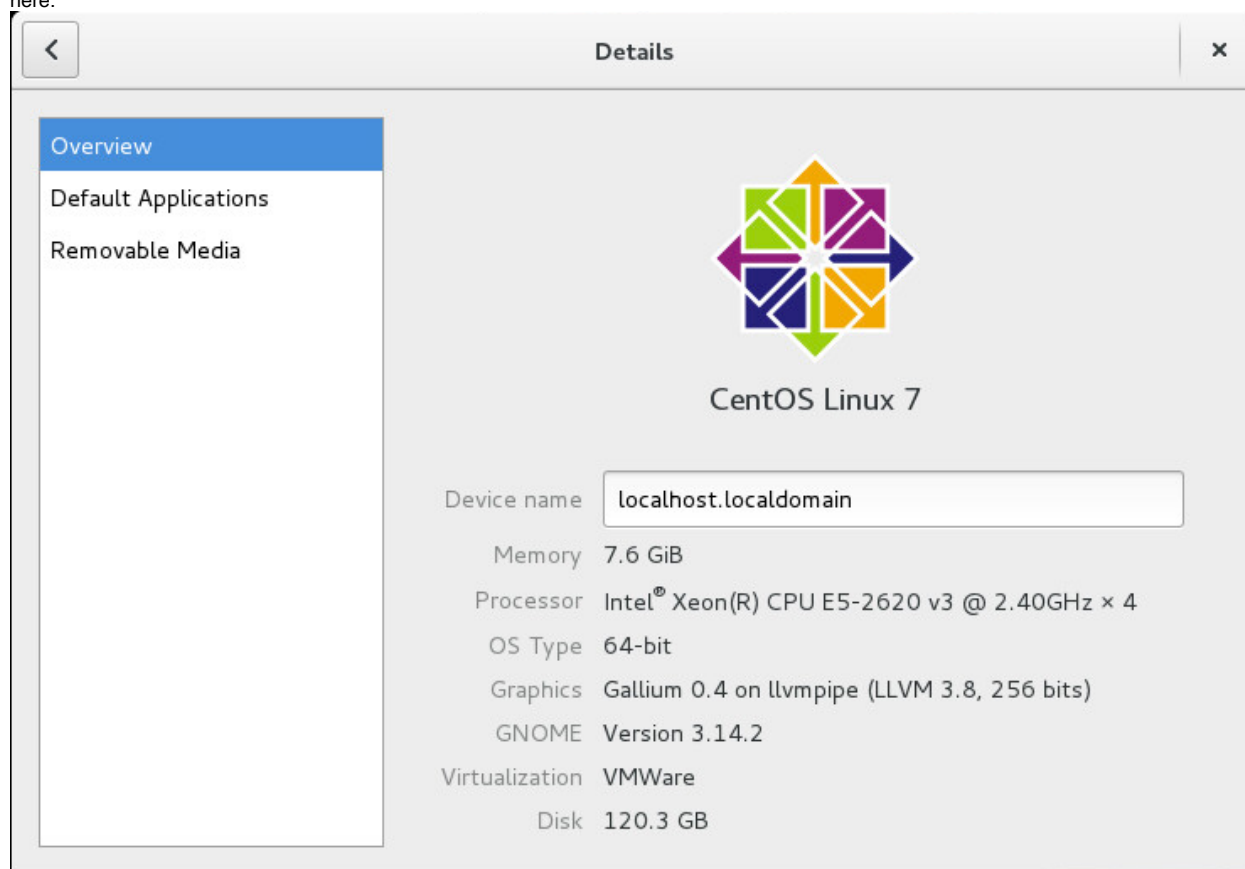 here:
Details
Overview
Default Applications
Removable Media
CentOS Linux 7
Device name localhost.localdomain
Memory 7.6 GiB
Processor Intel® Xeon(R) CPU E5-2620 v3 @ 2.40GHz × 4
OS Type 64-bit
Graphics Gallium 0.4 on llvmpipe (LLVM 3.8, 256 bits)
GNOME Version 3.14.2
Virtualization VMWare
Disk 120.3 GB